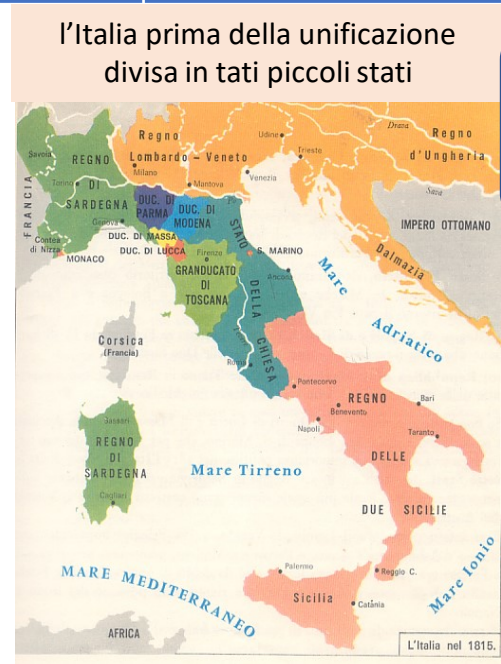 l'Italia prima della unificazione
divisa in tati piccoli stati
Regno
Lombardo - Veneto
Udine
Trieste
Drava
Regno
d'Ungheria
Savoia
REGNO
DI
SARDEGNA
Torino
Milano
Mantova
Venezia
Sava
FRANCIA
DUC. DI
PARMA
DUC. DI
MODENA
IMPERO OTTOMANO
Genova
Contea
di Nizza
MONACO
DUC. DI MASSA
DUC. DI LUCCA
Firenze
GRANDUCATO
DI
TOSCANA
STATO
DELLA
CHIESA
S. MARINO
Ancona
Dalmazia
Mare
Adriatico
Corsica
(Francia)
Roma
Pontecorvo
REGNO
Benevento
Bari
Napoli
Taranto
DELLE
DUE SICILIE
Sassari
REGNO
DI
SARDEGNA
Cagliari
Mare Tirreno
MARE MEDITERRANEO
Palermo
Reggio C.
Sicilia
Catània
Mare Ionio
AFRICA
L'Italia nel 1815.